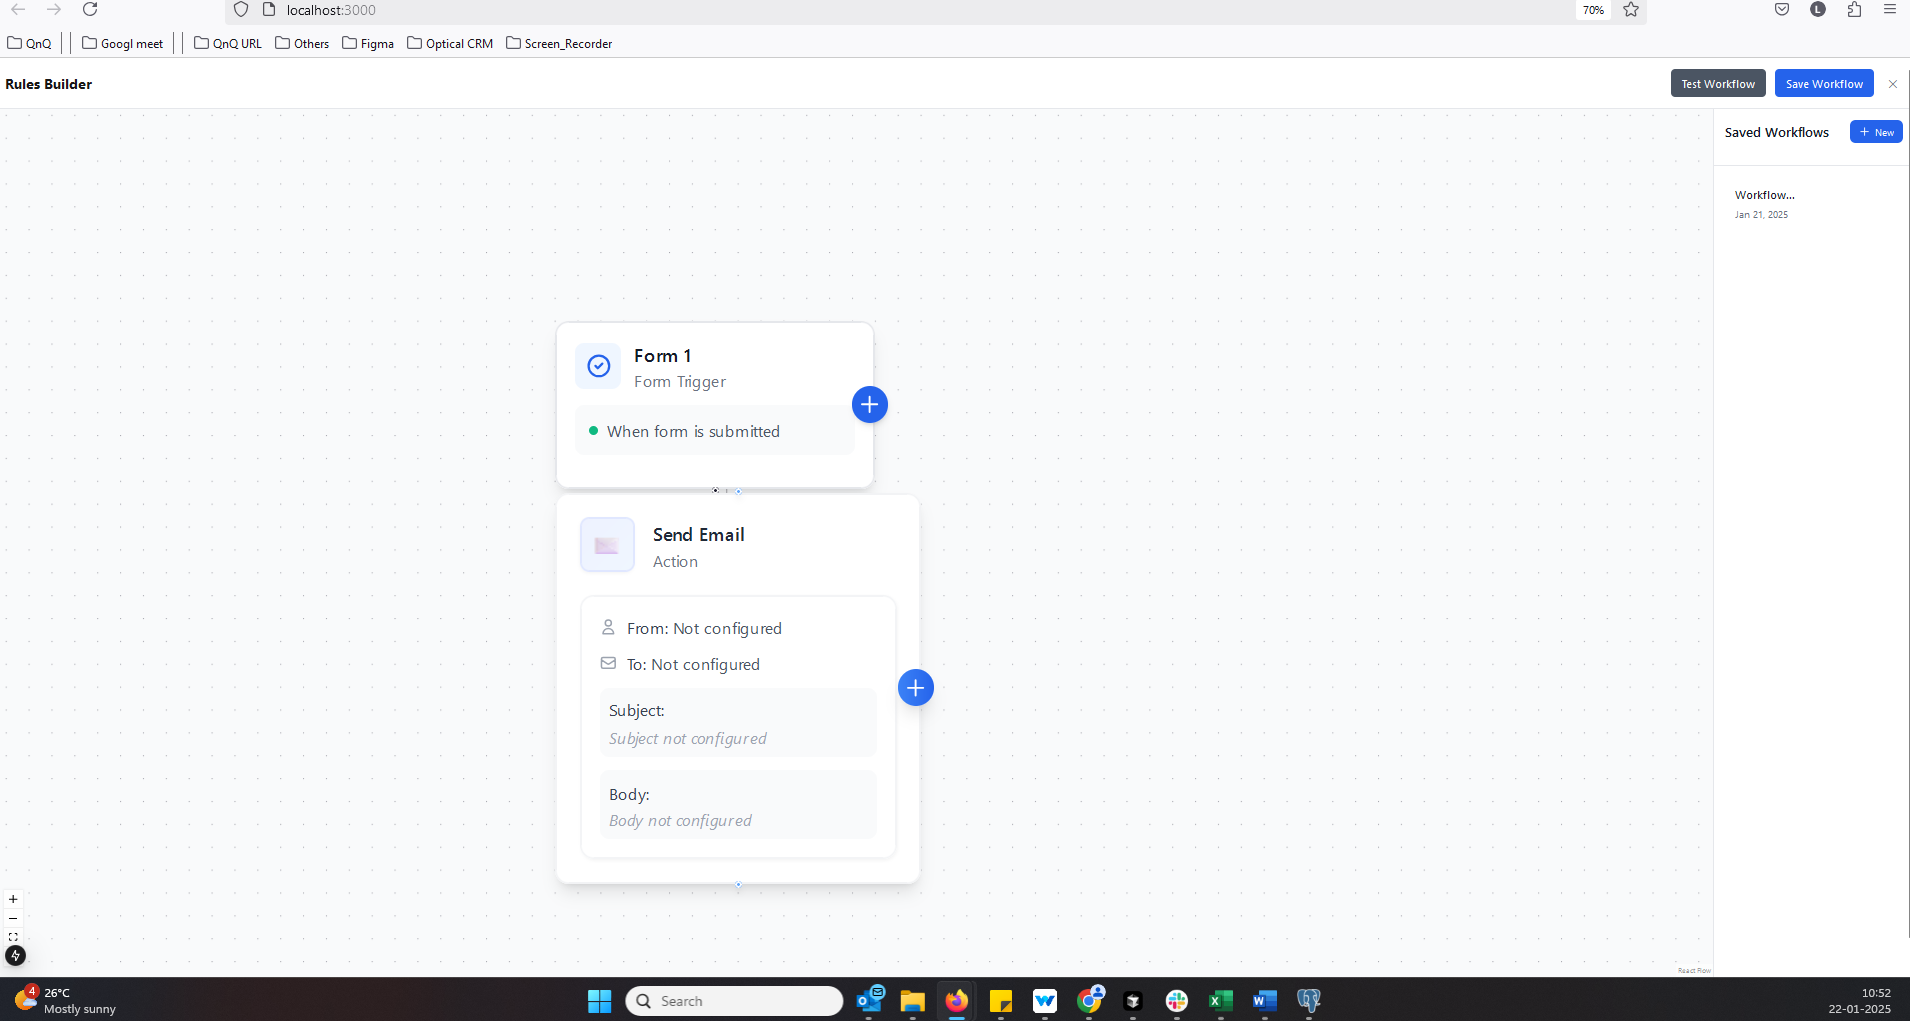 localhost:3000
70%
L
QnQ
Googl meet
QnQ URL
Others
Figma
Optical CRM
Screen_Recorder
Rules Builder
Test Workflow
Save Workflow
Saved Workflows
New
Workflow...
Jan 21, 2025
Form 1
Form Trigger
When form is submitted
Send Email
Action
From: Not configured
To: Not configured
Subject:
Subject not configured
Body:
Body not configured
React Flow
4
26°C
Mostly sunny
Search
10:52
22-01-2025